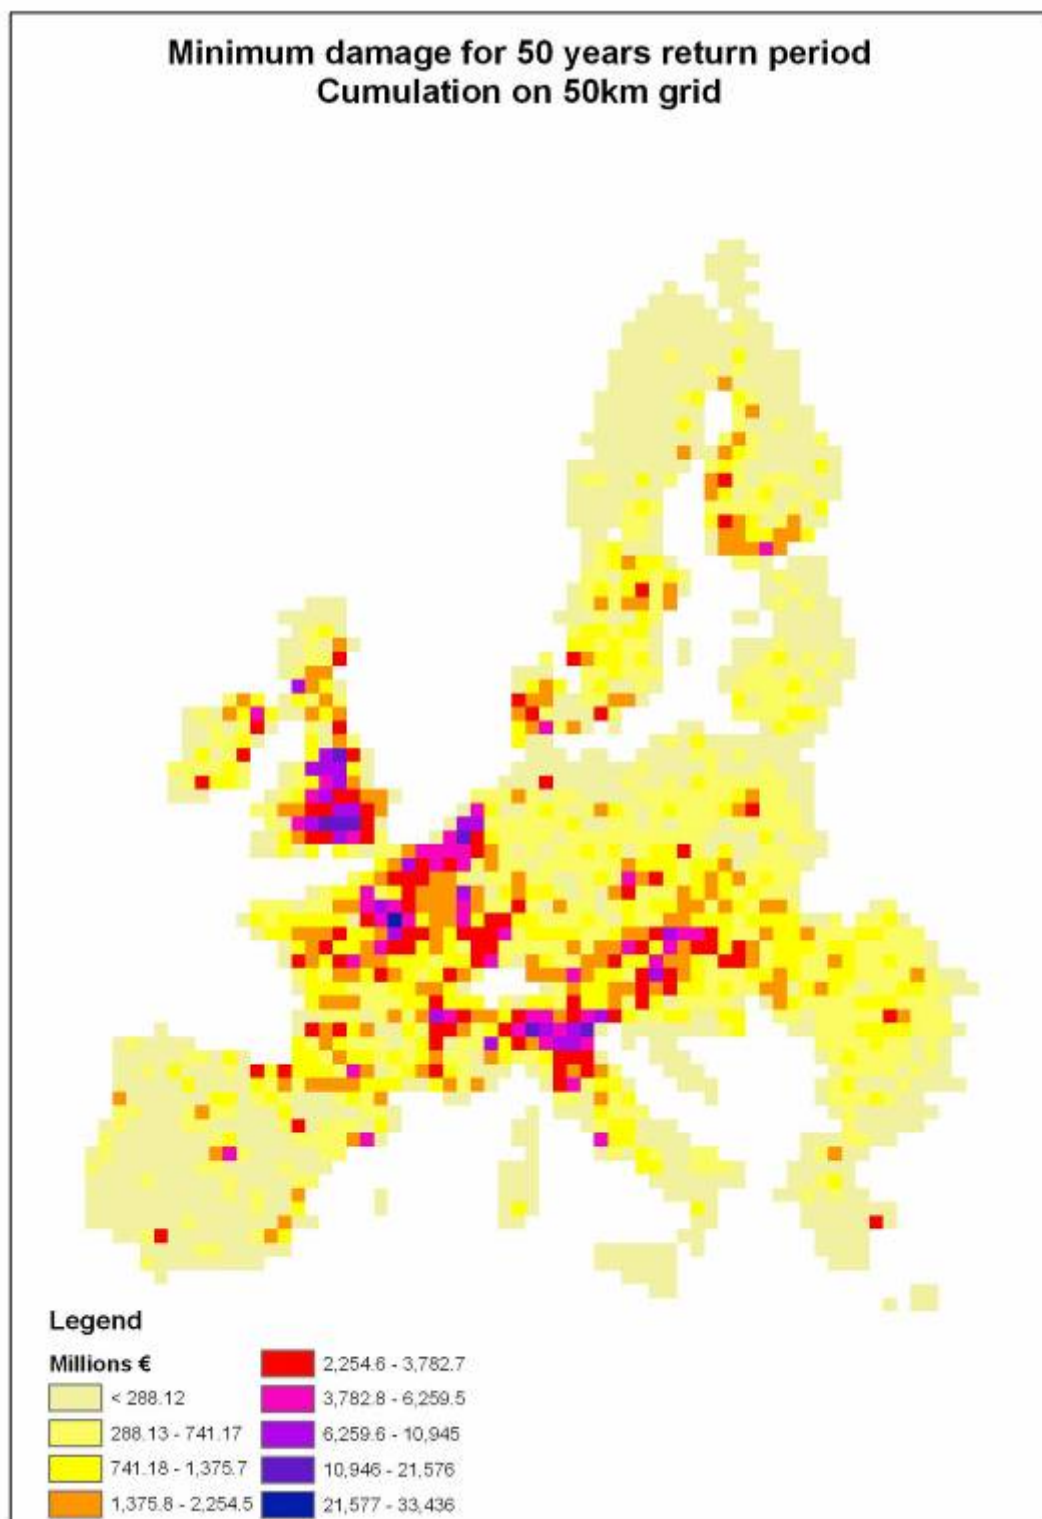 Minimum damage for 50 years return period
Cumulation on 50km grid
Legend
Millions €
< 288.12
288.13 - 741.17
741.18 - 1,375.7
1,375.8 - 2,254.5
2,254.6 - 3,782.7
3,782.8 - 6,259.5
6,259.6 - 10,945
10,946 - 21,576
21,577 - 33,436